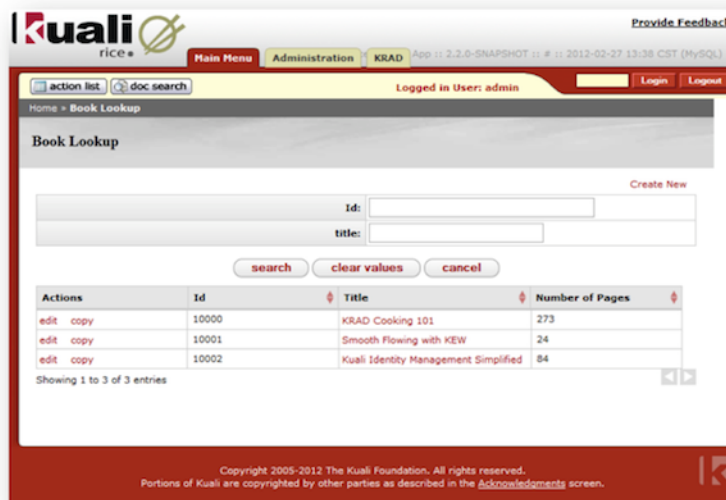 kuali
rice
Provide Feedback
Main Menu Administration KRAD App :: 2.2.0-SNAPSHOT :: # :: 2012-02-27 13:38 CST (MySQL)
action list doc search Logged in User: admin Login Logout
Home » Book Lookup
Book Lookup
Create New
Id:
title:
search clear values cancel
Actions Id Title Number of Pages
edit copy 10000 KRAD Cooking 101 273
edit copy 10001 Smooth Flowing with KEW 24
edit copy 10002 Kuali Identity Management Simplified 84
Showing 1 to 3 of 3 entries
Copyright 2005-2012 The Kuali Foundation. All rights reserved.
Portions of Kuali are copyrighted by other parties as described in the Acknowledgments screen.